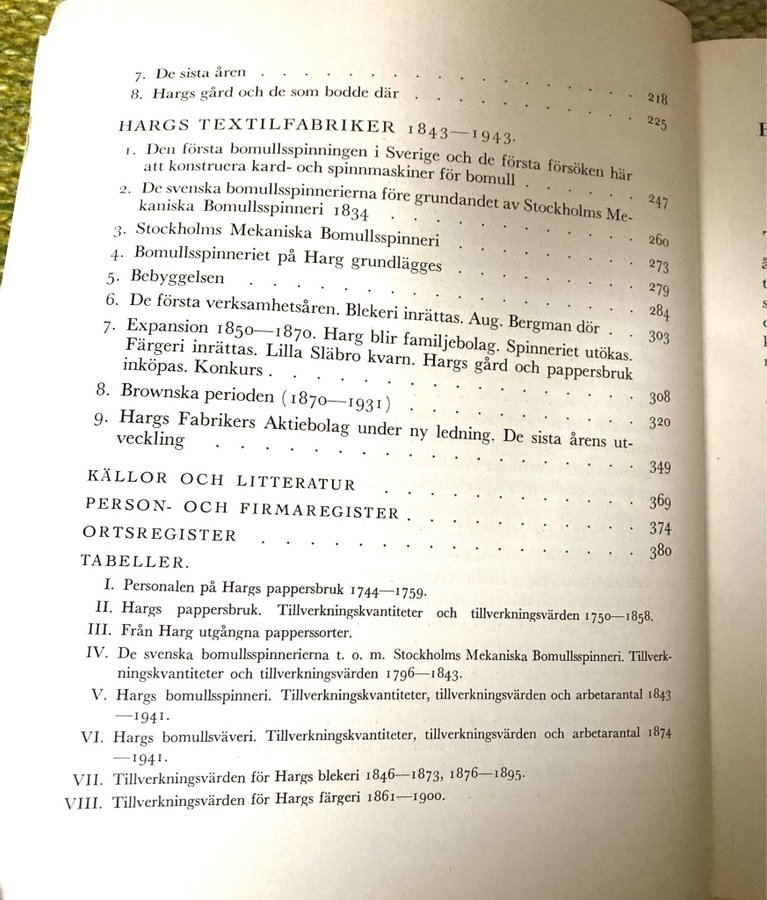 7. De sista åren . . . . . . . . . . . . . . . . 218
8. Hargs gård och de som bodde där . . . . . . . . . . 225
HARGS TEXTILFABRIKER 1843—1943.
1. Den första bomullsspinningen i Sverige och de första försöken här
att konstruera kard- och spinnmaskiner för bomull . . . . . . 247
2. De svenska bomullsspinnerierna före grundandet av Stockholms Me-
kaniska Bomullsspinneri 1834 . . . . . . . . . . . 260
3. Stockholms Mekaniska Bomullsspinneri . . . . . . . . 273
4. Bomullsspinneriet på Harg grundlägges . . . . . . . . 279
5. Bebyggelsen . . . . . . . . . . . . . . . . 284
6. De första verksamhetsåren. Blekeri inrättas. Aug. Bergman dör . . 303
7. Expansion 1850—1870. Harg blir familjebolag. Spinneriet utökas.
Färgeri inrättas. Lilla Släbro kvarn. Hargs gård och pappersbruk
inköpas. Konkurs . . . . . . . . . . . . . . . 308
8. Brownska perioden (1870—1931) . . . . . . . . . . 320
9. Hargs Fabrikers Aktiebolag under ny ledning. De sista årens ut-
veckling . . . . . . . . . . . . . . . . . 349
KÄLLOR OCH LITTERATUR . . . . . . . . . . . 369
PERSON- OCH FIRMAREGISTER . . . . . . . . . . 374
ORTSREGISTER . . . . . . . . . . . . . . . . 380
TABELLER.
I. Personalen på Hargs pappersbruk 1744—1759.
II. Hargs pappersbruk. Tillverkningskvantiteter och tillverkningsvärden 1750—1858.
III. Från Harg utgångna papperssorter.
IV. De svenska bomullsspinnerierna t. o. m. Stockholms Mekaniska Bomullsspinneri. Tillverk-
ningskvantiteter och tillverkningsvärden 1796—1843.
V. Hargs bomullsspinneri. Tillverkningskvantiteter, tillverkningsvärden och arbetarantal 1843
—1941.
VI. Hargs bomullsväveri. Tillverkningskvantiteter, tillverkningsvärden och arbetarantal 1874
—1941.
VII. Tillverkningsvärden för Hargs blekeri 1846—1873, 1876—1895.
VIII. Tillverkningsvärden för Hargs färgeri 1861—1900.